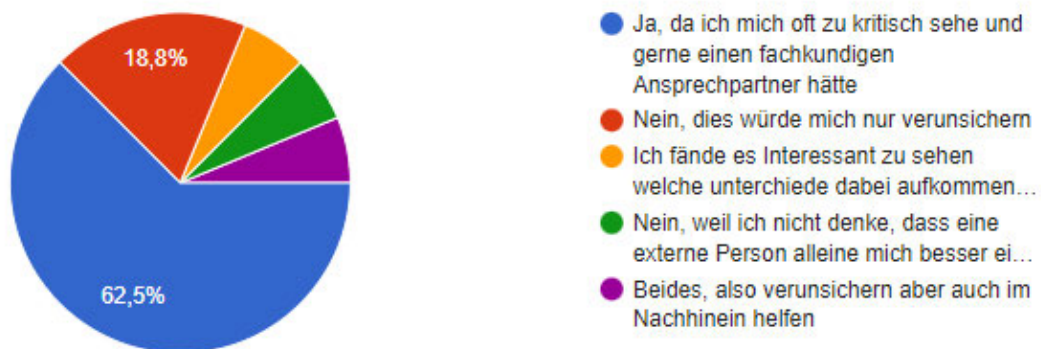 18,8%
62,5%
Ja, da ich mich oft zu kritisch sehe und
gerne einen fachkundigen
Ansprechpartner hätte
Nein, dies würde mich nur verunsichern
Ich fände es Interessant zu sehen
welche unterchiede dabei aufkommen…
Nein, weil ich nicht denke, dass eine
externe Person alleine mich besser ei…
Beides, also verunsichern aber auch im
Nachhinein helfen